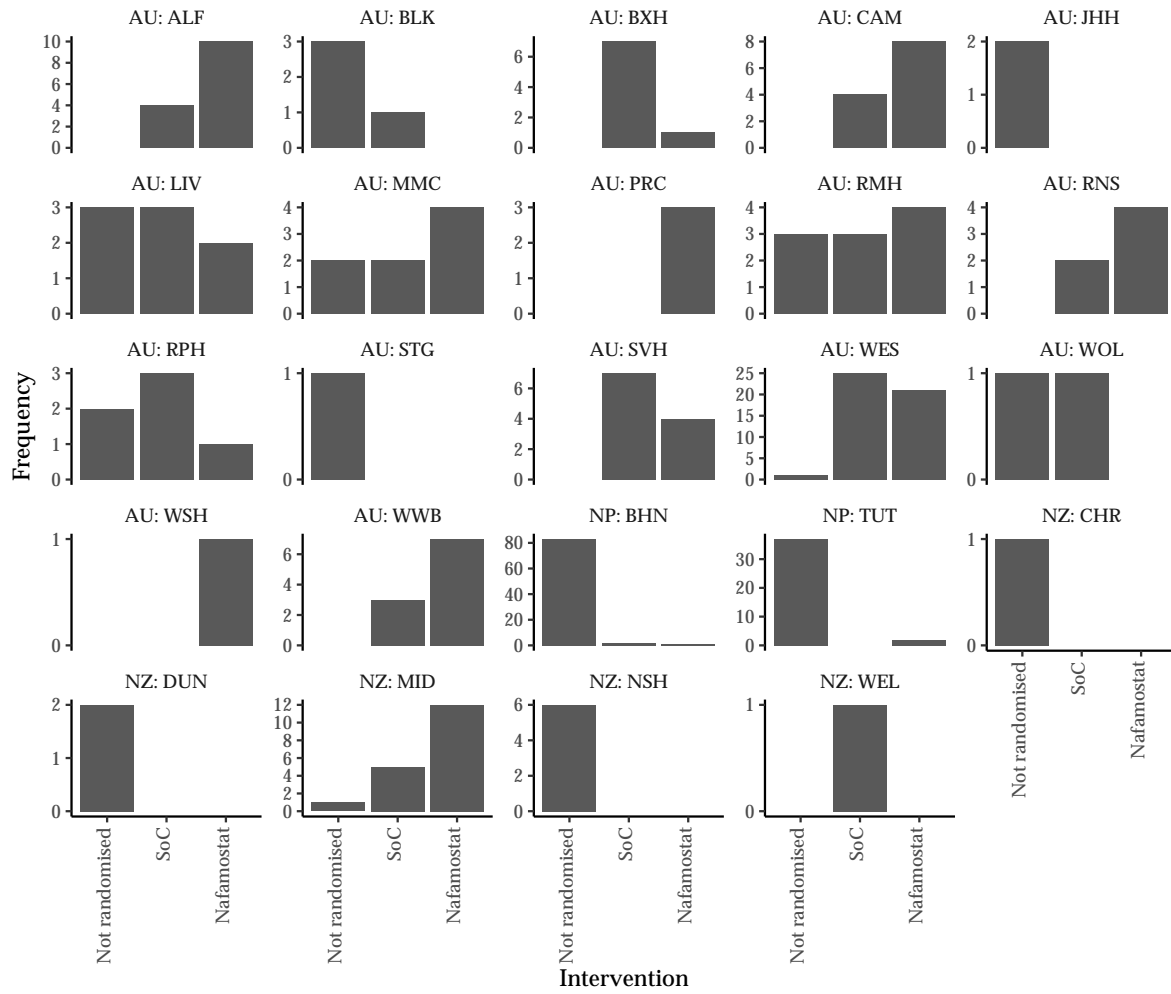 AU: ALF AU: BLK AU: BXH AU: CAM AU: JHH
10 8 6 4 2 0
3 2 1 0
6 4 2 0
8 6 4 2 0
2 1 0
AU: LIV AU: MMC AU: PRC AU: RMH AU: RNS
3 2 1 0
4 3 2 1 0
3 2 1 0
4 3 2 1 0
4 3 2 1 0
AU: RPH AU: STG AU: SVH AU: WES AU: WOL
3 2 1 0
1 0
6 4 2 0
25 20 15 10 5 0
1 0
AU: WSH AU: WWB NP: BHN NP: TUT NZ: CHR
1 0
6 4 2 0
80 60 40 20 0
30 20 10 0
1 0
NZ: DUN NZ: MID NZ: NSH NZ: WEL
2 1 0
12 10 8 6 4 2 0
6 4 2 0
1 0
Not randomised SoC Nafamostat
Not randomised SoC Nafamostat
Not randomised SoC Nafamostat
Not randomised SoC Nafamostat
Not randomised SoC Nafamostat
Frequency
Intervention